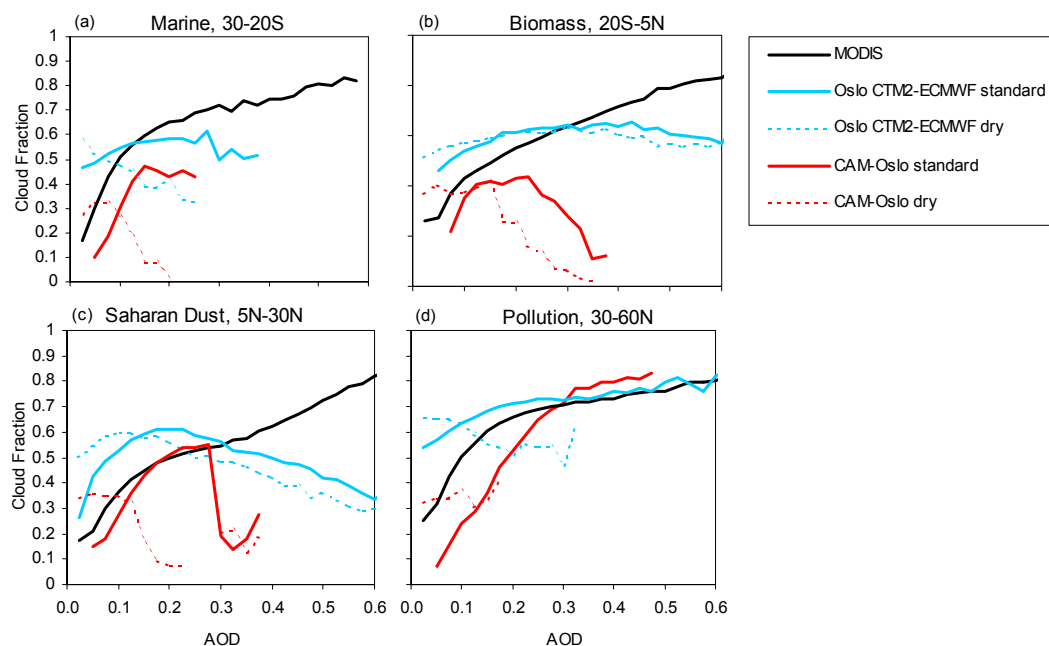 (a) Marine, 30-20S
(b) Biomass, 20S-5N
Cloud Fraction
1
0.9
0.8
0.7
0.6
0.5
0.4
0.3
0.2
0.1
0
MODIS
Oslo CTM2-ECMWF standard
Oslo CTM2-ECMWF dry
CAM-Oslo standard
CAM-Oslo dry
(c) Saharan Dust, 5N-30N
(d) Pollution, 30-60N
Cloud Fraction
1
0.9
0.8
0.7
0.6
0.5
0.4
0.3
0.2
0.1
0
0.0 0.1 0.2 0.3 0.4 0.5 0.6
0.0 0.1 0.2 0.3 0.4 0.5 0.6
AOD
AOD